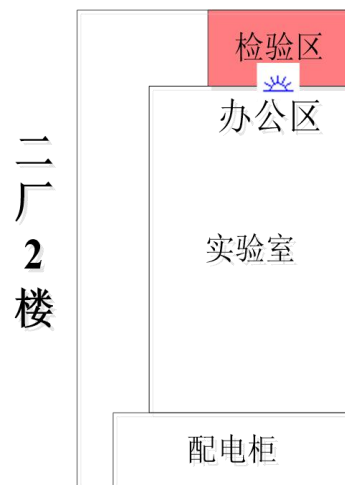 检验区
办公区
二厂2楼
实验室
配电柜